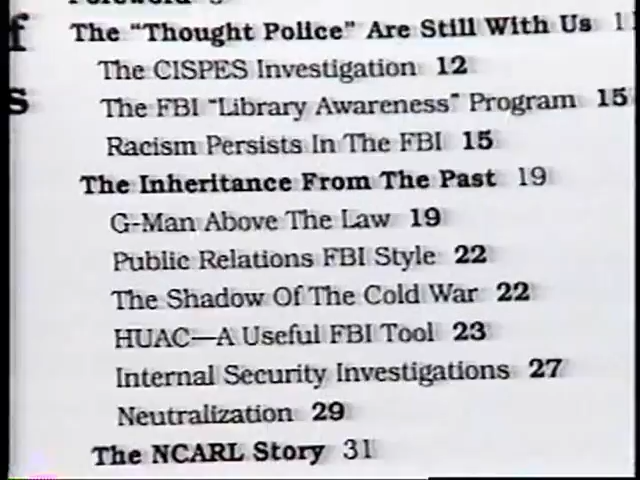 f
The "Thought Police" Are Still With Us
The CISPES Investigation 12
s
The FBI "Library Awareness" Program 15
Racism Persists In The FBI 15
The Inheritance From The Past 19
G-Man Above The Law 19
Public Relations FBI Style 22
The Shadow Of The Cold War 22
HUAC—A Useful FBI Tool 23
Internal Security Investigations 27
Neutralization 29
The NCARL Story 31